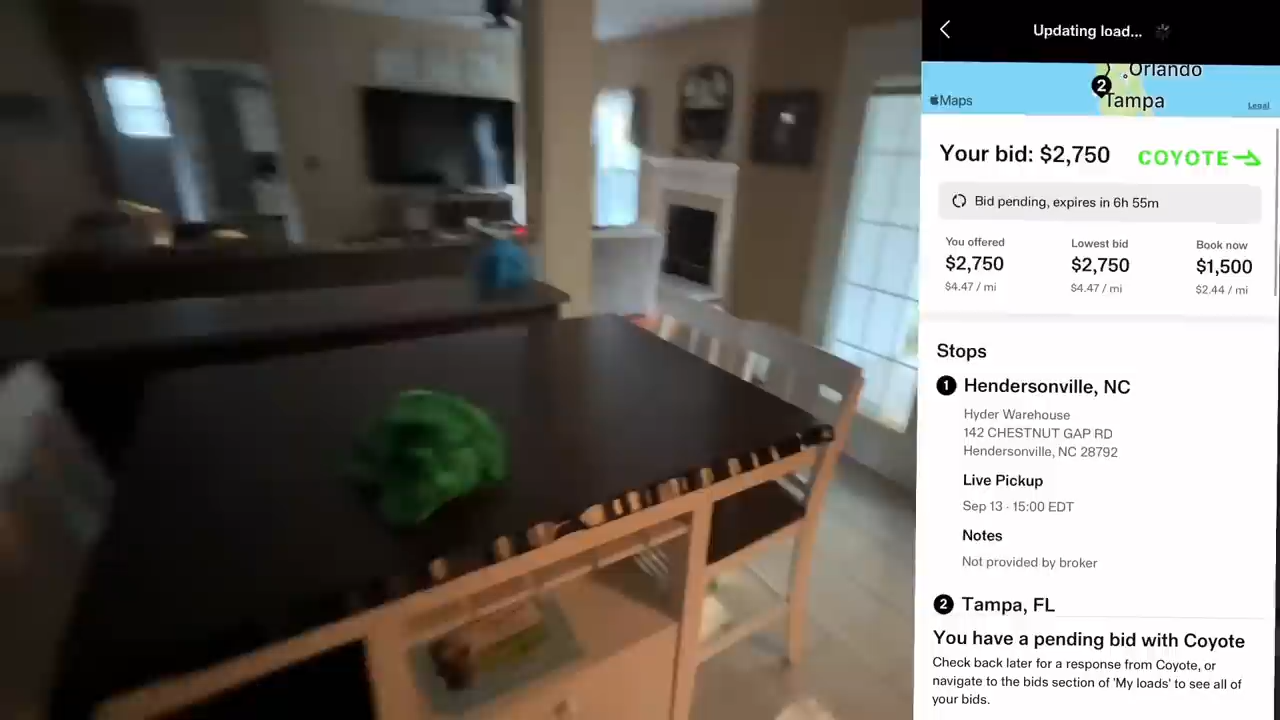 Updating load...
Orlando
2
Maps
Tampa
Legal
Your bid: $2,750
COYOTE
Bid pending, expires in 6h 55m
You offered
Lowest bid
Book now
$2,750
$2,750
$1,500
$4.47 / mi
$4.47 / mi
$2.44 / mi
Stops
1 Hendersonville, NC
Hyder Warehouse
142 CHESTNUT GAP RD
Hendersonville, NC 28792
Live Pickup
Sep 13 · 15:00 EDT
Notes
Not provided by broker
2 Tampa, FL
You have a pending bid with Coyote
Check back later for a response from Coyote, or
navigate to the bids section of 'My loads' to see all of
your bids.